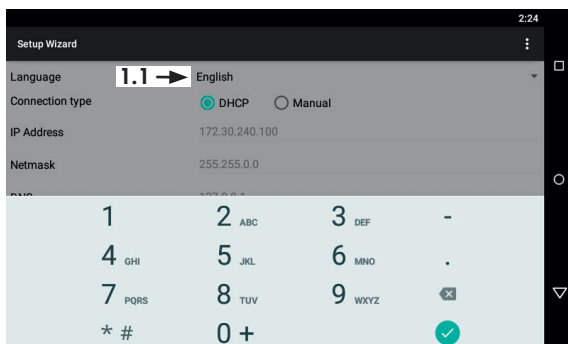 2:24
Setup Wizard
Language 1.1 English
Connection type DHCP Manual
IP Address 172.30.240.100
Netmask 255.255.0.0
1 2 ABC 3 DEF -
4 GHI 5 JKL 6 MNO .
7 PQRS 8 TUV 9 WXYZ
* # 0 +